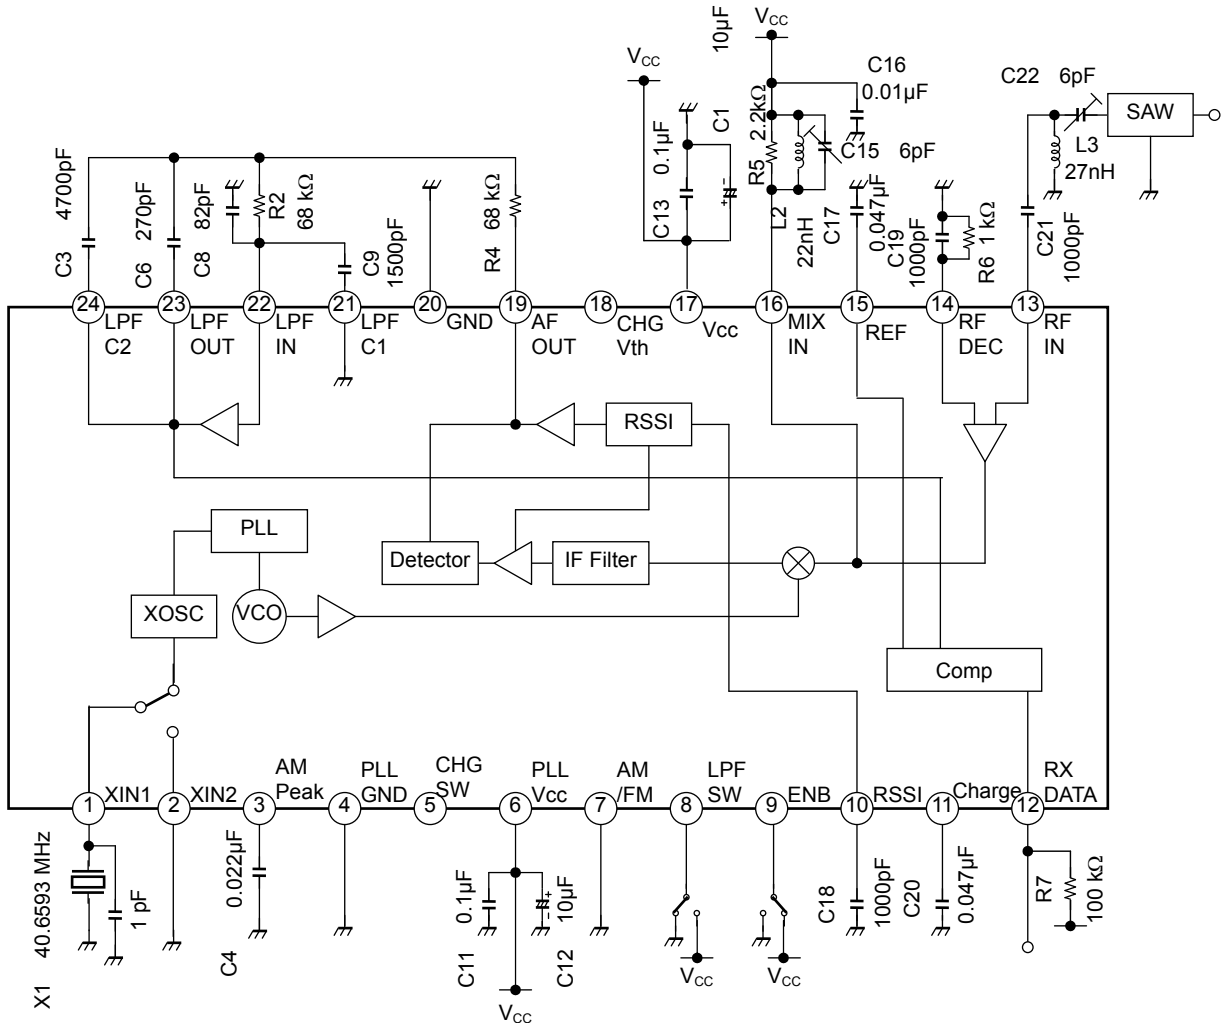 10µF
V_CC
V_CC
C16
0.01µF
C22 6pF
SAW
C1
2.2kΩ
0.1µF
C15 6pF
L3
27nH
4700pF
270pF
82pF
R2
68 kΩ
68 kΩ
C13
R5
L2
22nH
C17
0.047µF
C19
1000pF
R6 1 kΩ
C21
1000pF
C3
C6
C8
C9
1500pF
R4
24
23
22
21
20
19
18
17
16
15
14
13
LPF
C2
LPF
OUT
LPF
IN
LPF
C1
GND
AF
OUT
CHG
Vth
Vcc
MIX
IN
REF
RF
DEC
RF
IN
RSSI
PLL
Detector
IF Filter
XOSC
VCO
Comp
XIN1
XIN2
AM
Peak
PLL
GND
CHG
SW
PLL
Vcc
AM
/FM
LPF
SW
ENB
RSSI
Charge
RX
DATA
1
2
3
4
5
6
7
8
9
10
11
12
X1 40.6593 MHz
1 pF
C4
0.022µF
C11
0.1µF
10µF
C12
V_CC
V_CC
V_CC
C18
1000pF
C20
0.047µF
R7
100 kΩ